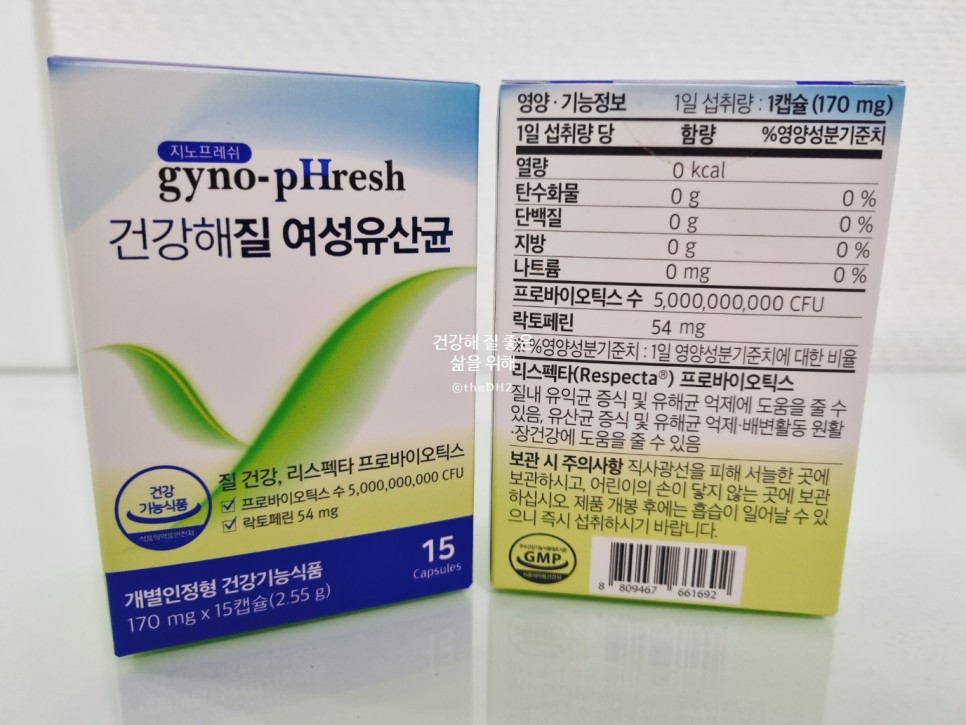 지노프레쉬
gyno-pHresh
건강해질 여성유산균
질 건강, 리스펙타 프로바이오틱스
프로바이오틱스 수 5,000,000,000 CFU
락토페린 54 mg
건강
기능식품
식품의약품안전처
15
Capsules
개별인정형 건강기능식품
170 mg x 15캡슐(2.55 g)
건강해 질 좋은
삶을 위해
©theDHZ
영양·기능정보 1일 섭취량 : 1캡슐 (170 mg)
1일 섭취량 당 함량 %영양성분기준치
열량 0 kcal
탄수화물 0 g 0 %
단백질 0 g 0 %
지방 0 g 0 %
나트륨 0 mg 0 %
프로바이오틱스 수 5,000,000,000 CFU
락토페린 54 mg
※%영양성분기준치 : 1일 영양성분기준치에 대한 비율
리스펙타(Respecta®) 프로바이오틱스
질내 유익균 증식 및 유해균 억제에 도움을 줄 수
있음, 유산균 증식 및 유해균 억제·배변활동 원활
·장건강에 도움을 줄 수 있음
보관 시 주의사항 직사광선을 피해 서늘한 곳에
보관하시고, 어린이의 손이 닿지 않는 곳에 보관
하십시오. 제품 개봉 후에는 흡습이 일어날 수 있
으니 즉시 섭취하시기 바랍니다.
GMP
식품의약품안전처
8 809467 661692